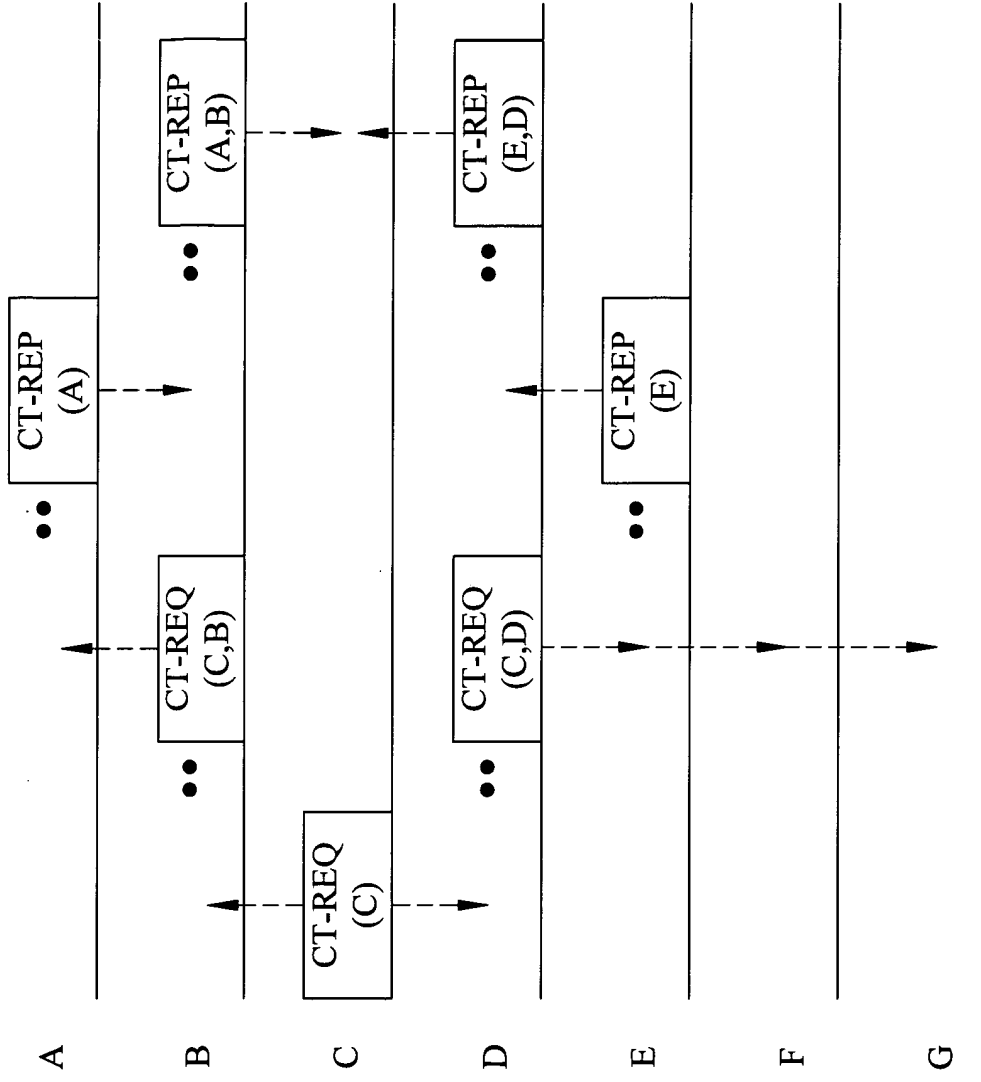 A
CT-REP
(A)
B
CT-REQ
(C,B)
CT-REP
(A,B)
C
CT-REQ
(C)
D
CT-REQ
(C,D)
CT-REP
(E,D)
E
CT-REP
(E)
F
G